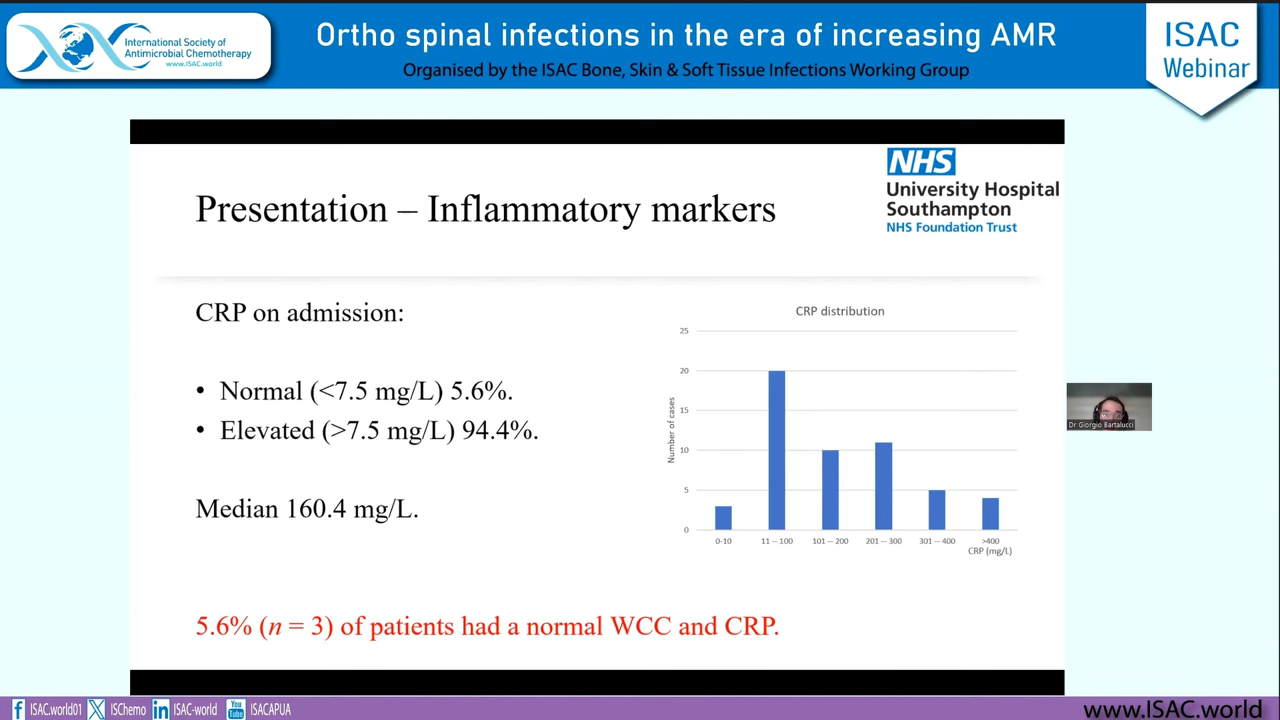 International Society of
Antimicrobial Chemotherapy
www.ISAC.world
Ortho spinal infections in the era of increasing AMR
Organised by the ISAC Bone, Skin & Soft Tissue Infections Working Group
ISAC
Webinar
NHS
University Hospital
Southampton
NHS Foundation Trust
Presentation – Inflammatory markers
CRP on admission:
• Normal (<7.5 mg/L) 5.6%.
• Elevated (>7.5 mg/L) 94.4%.
Median 160.4 mg/L.
CRP distribution
Number of cases
25
20
15
10
5
0
0-10
11 -- 100
101 -- 200
201 -- 300
301 -- 400
>400
CRP (mg/L)
5.6% (n = 3) of patients had a normal WCC and CRP.
Dr Giorgio Bartalucci
f ISAC.world01
X ISChemo
in ISAC-world
You Tube ISACAPUA
www.ISAC.world